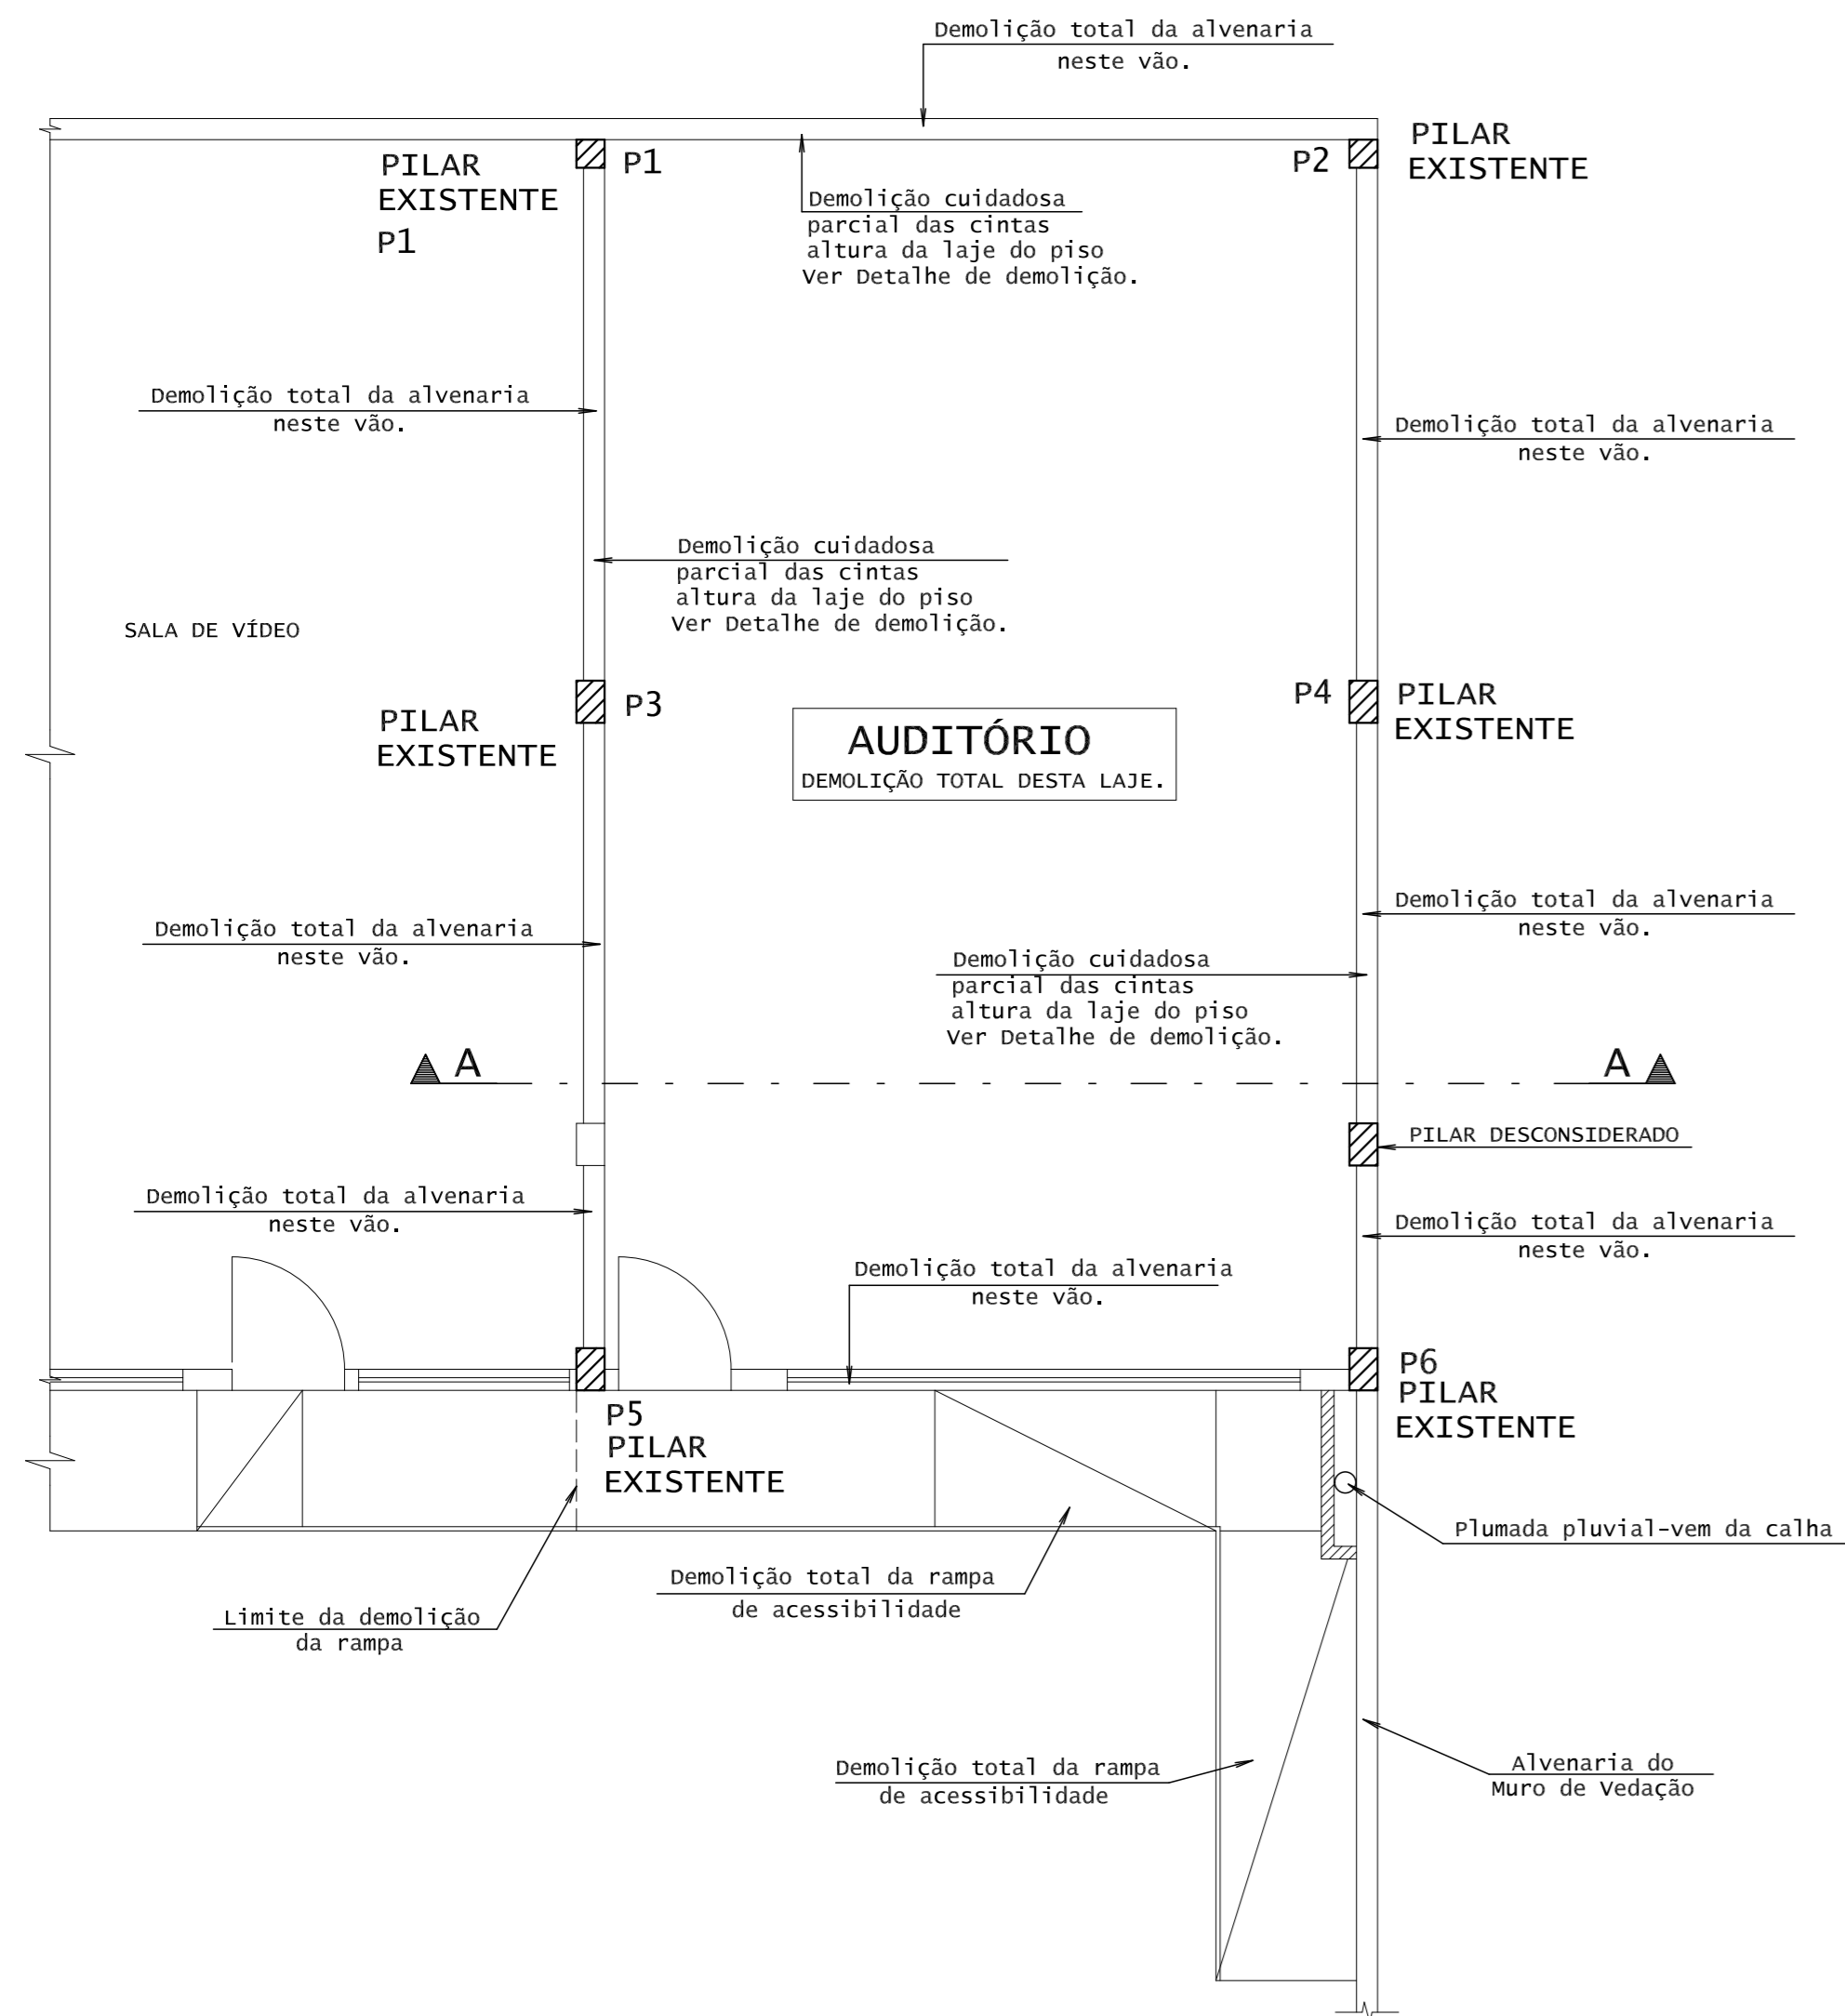 Demolição total da alvenaria
neste vão.
PILAR
EXISTENTE
P1
P1
P2
PILAR
EXISTENTE
Demolição cuidadosa
parcial das cintas
altura da laje do piso
Ver Detalhe de demolição.
Demolição total da alvenaria
neste vão.
Demolição total da alvenaria
neste vão.
Demolição cuidadosa
parcial das cintas
altura da laje do piso
Ver Detalhe de demolição.
SALA DE VÍDEO
PILAR
EXISTENTE
P3
P4
PILAR
EXISTENTE
AUDITÓRIO
DEMOLIÇÃO TOTAL DESTA LAJE.
Demolição total da alvenaria
neste vão.
Demolição total da alvenaria
neste vão.
Demolição cuidadosa
parcial das cintas
altura da laje do piso
Ver Detalhe de demolição.
A
A
PILAR DESCONSIDERADO
Demolição total da alvenaria
neste vão.
Demolição total da alvenaria
neste vão.
Demolição total da alvenaria
neste vão.
P5
PILAR
EXISTENTE
P6
PILAR
EXISTENTE
Plumada pluvial-vem da calha
Demolição total da rampa
de acessibilidade
Limite da demolição
da rampa
Demolição total da rampa
de acessibilidade
Alvenaria do
Muro de Vedação